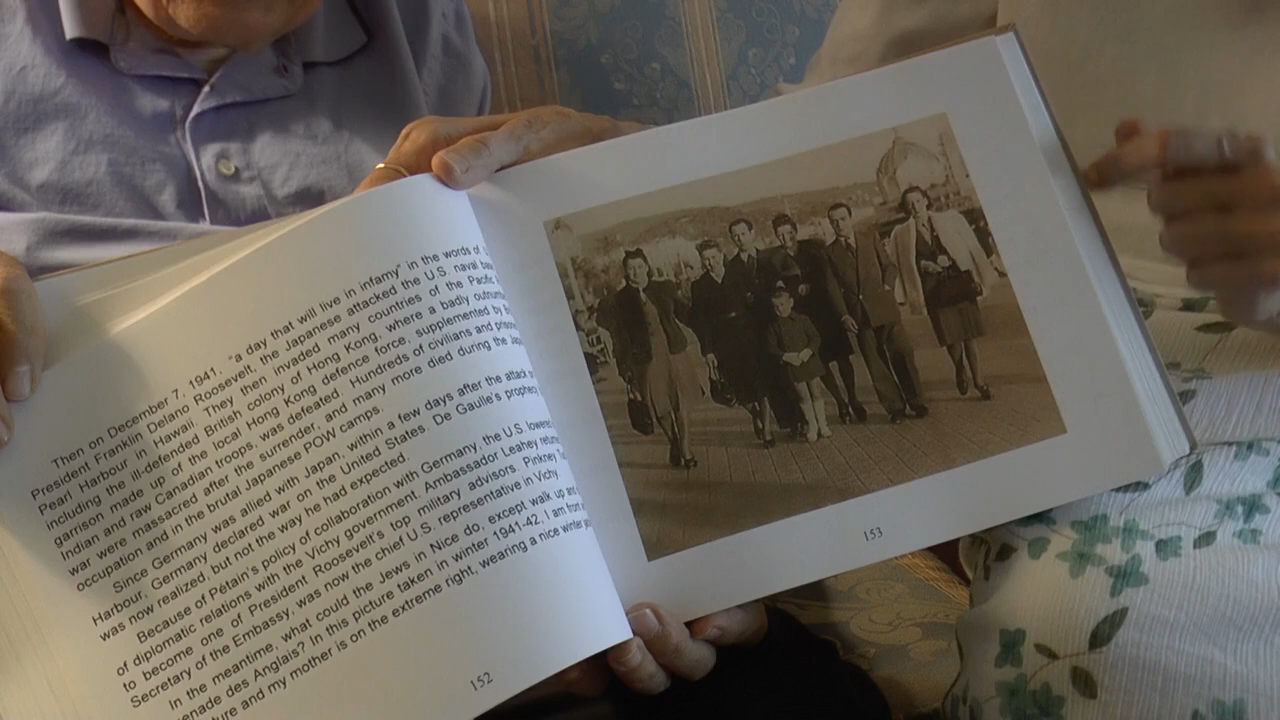 Then on December 7, 1941. "a day that will live in infamy" in the words of
President Franklin Delano Roosevelt, the Japanese attacked the U.S. naval
Pearl Harbour in Hawaii. They then invaded many countries of the Pacific
including the ill-defended British colony of Hong Kong, where a badly
garrison made up of the local Hong Kong defence force, supplemented by
Indian and raw Canadian troops, was defeated. Hundreds of civilians and
war were massacred after the surrender, and many more died during the
occupation and in the brutal Japanese POW camps.
Since Germany was allied with Japan, within a few days after the attack
Harbour, Germany declared war on the United States. De Gaulle's prophecy
was now realized, but not the way he had expected.
Because of Pétain's policy of collaboration with Germany, the U.S. lowered
of diplomatic relations with the Vichy government. Ambassador Leahey
to become one of President Roosevelt's top military advisors. Pinkney
Secretary of the Embassy, was now the chief U.S. representative in Vichy.
In the meantime, what could the Jews in Nice do, except walk up and
des Anglais? In this picture taken in winter 1941-42, I am
and my mother is on the extreme right, wearing a nice winter
152
153